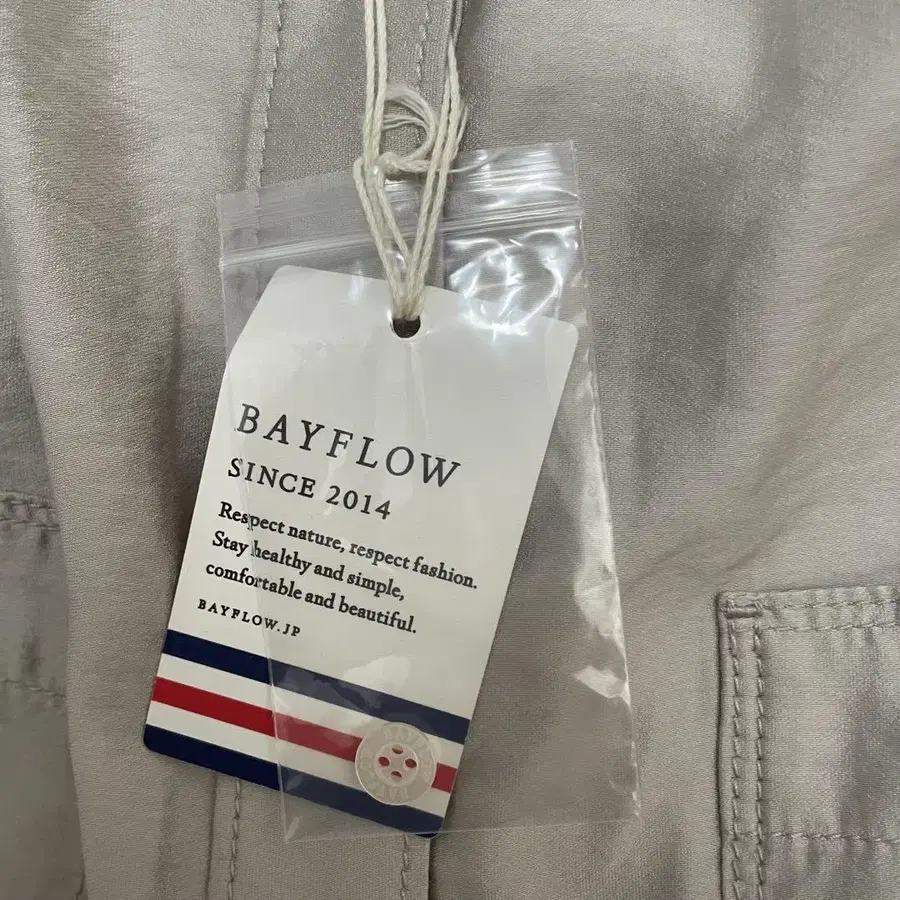 BAYFLOW
SINCE 2014
Respect nature, respect fashion.
Stay healthy and simple,
comfortable and beautiful.
BAYFLOW.JP